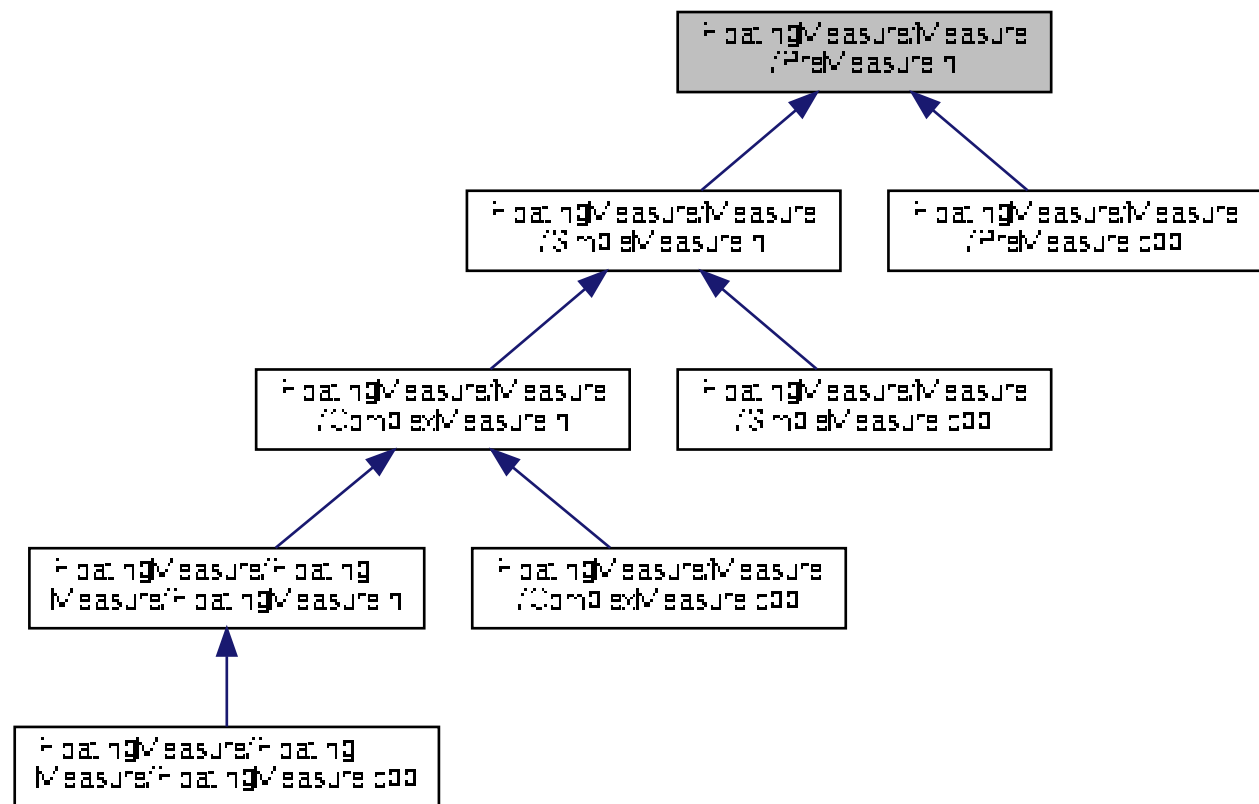 FloatingMeasure/Measure
/PreMeasure.h
FloatingMeasure/Measure
/SimpleMeasure.h
FloatingMeasure/Measure
/PreMeasure.cpp
FloatingMeasure/Measure
/ComplexMeasure.h
FloatingMeasure/Measure
/SimpleMeasure.cpp
FloatingMeasure/Floating
Measure/FloatingMeasure.h
FloatingMeasure/Measure
/ComplexMeasure.cpp
FloatingMeasure/Floating
Measure/FloatingMeasure.cpp